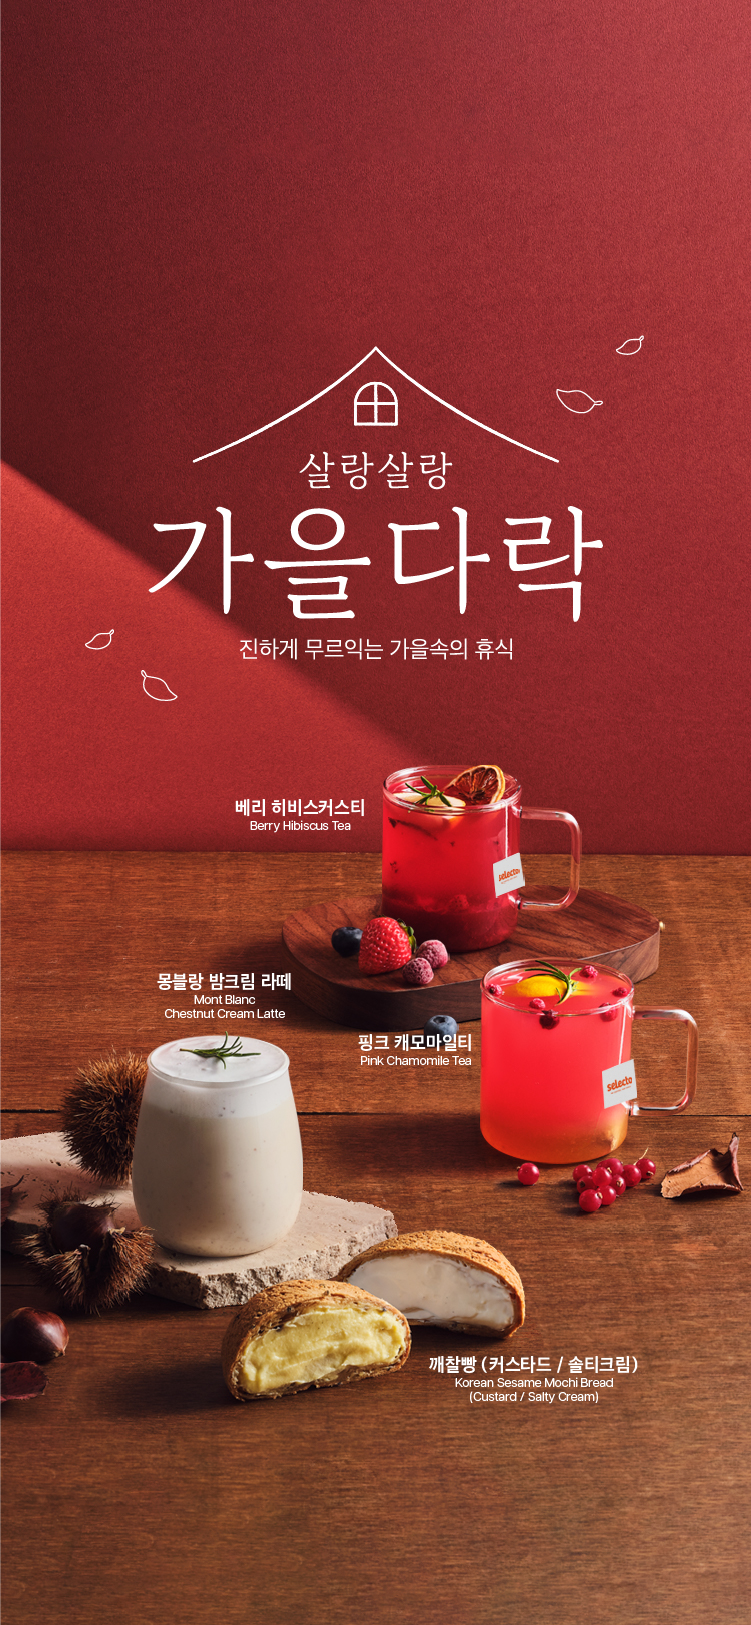 살랑살랑
가을다락
진하게 무르익는 가을속의 휴식
베리 히비스커스티
Berry Hibiscus Tea
selecto
몽블랑 밤크림 라떼
Mont Blanc
Chestnut Cream Latte
핑크 캐모마일티
Pink Chamomile Tea
selecto
깨찰빵 (커스타드 / 솔티크림)
Korean Sesame Mochi Bread
(Custard / Salty Cream)